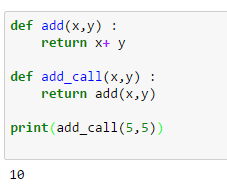 def add(x,y) :
    return x+ y
def add_call(x,y) :
    return add(x,y)
print(add_call(5,5))
10